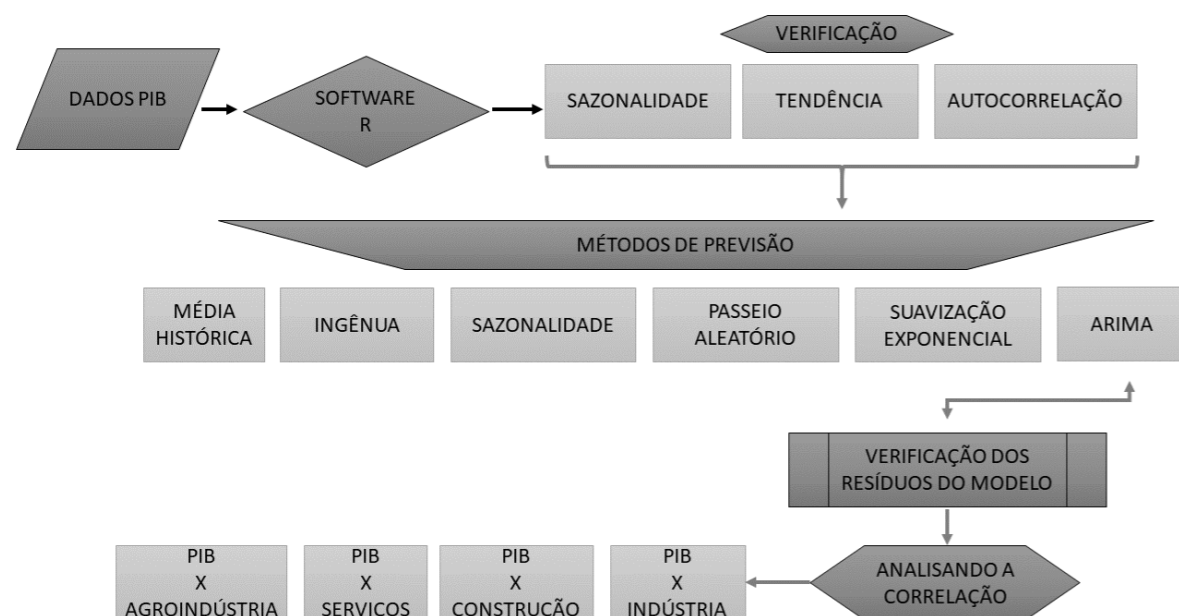 VERIFICAÇÃO
DADOS PIB
SOFTWARE
R
SAZONALIDADE
TENDÊNCIA
AUTOCORRELAÇÃO
MÉTODOS DE PREVISÃO
MÉDIA
HISTÓRICA
INGÊNUA
SAZONALIDADE
PASSEIO
ALEATÓRIO
SUAVIZAÇÃO
EXPONENCIAL
ARIMA
VERIFICAÇÃO DOS
RESÍDUOS DO MODELO
ANALISANDO A
CORRELAÇÃO
PIB
X
AGROINDÚSTRIA
PIB
X
SERVIÇOS
PIB
X
CONSTRUÇÃO
PIB
X
INDÚSTRIA